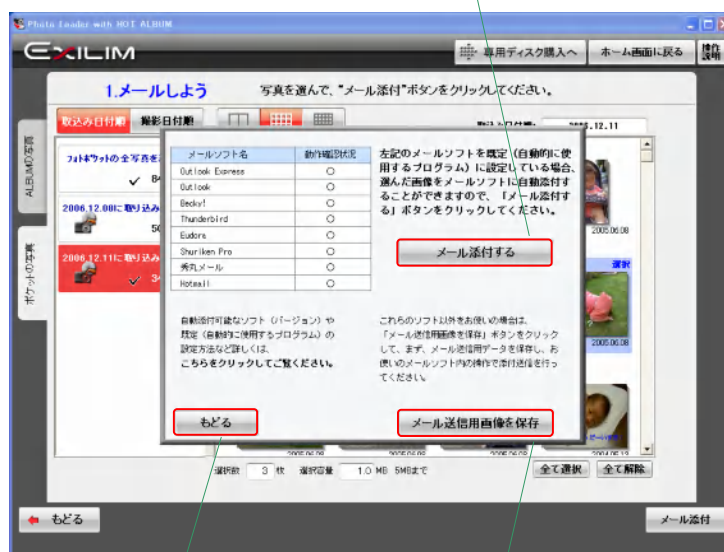 Photo Loader with HOT ALBUM
EXILIM
専用ディスク購入へ
ホーム画面に戻る
操作
説明
1.メールしよう
写真を選んで、"メール添付"ボタンをクリックしてください。
取込み日付順
撮影日付順
ALBUMの写真
ポケットの写真
2006.12.11に取り込み
メールソフト名
動作確認状況
Outlook Express ○
Outlook ○
Becky! ○
Thunderbird ○
Eudora ○
Shuriken Pro ○
秀丸メール ○
Hotmail ○
左記のメールソフトを規定（自動的に使
用するプログラム）に設定している場合、
選んだ画像をメールソフトに自動添付す
ることができますので、「メール添付す
る」ボタンをクリックしてください。
メール添付する
自動添付可能なソフト（バージョン）や
既定（自動的に使用するプログラム）の
設定方法など詳しくは、
こちらをクリックしてご覧ください。
これらのソフト以外をお使いの場合は、
「メール送信用画像を保存」ボタンをクリック
して、まず、メール送信用データを保存し、お
使いのメールソフト内の操作で添付送信を行っ
てください。
もどる
メール送信用画像を保存
2005.06.08
選択
2005.06.08
選択数 3 枚 選択容量 1.0 MB 5MBまで
全て選択
全て解除
もどる
メール添付